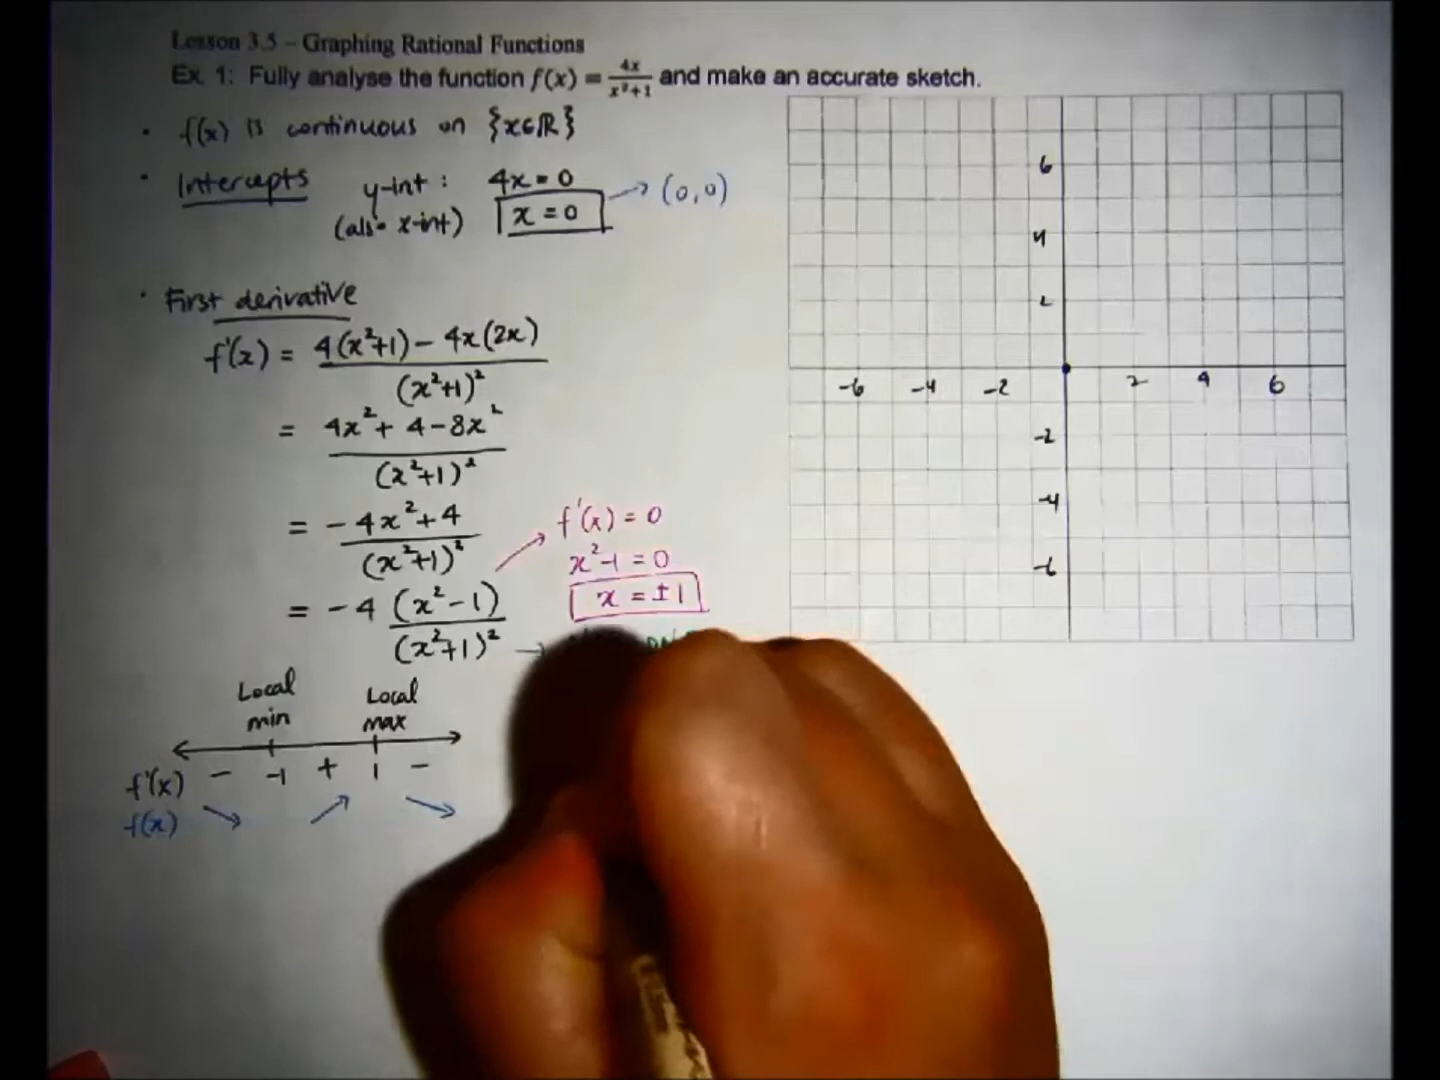 Lesson 3.5 – Graphing Rational Functions
Ex. 1: Fully analyse the function f(x) = 4x/(x²+1) and make an accurate sketch.
• f(x) is continuous on {x∈ℝ}
• Intercepts y-int: 4x = 0
(also x-int) x = 0 → (0,0)
• First derivative
f'(x) = 4(x²+1) − 4x(2x) / (x²+1)²
= 4x² + 4 − 8x² / (x²+1)²
= −4x² + 4 / (x²+1)²
= −4 (x²−1) / (x²+1)² →
f'(x) = 0
x²−1 = 0
x = ±1
Local min
Local max
f'(x) − -1 + 1 −
f(x) ↘ ↗ ↘
6
4
2
-6 -4 -2 2 4 6
-2
-4
-6